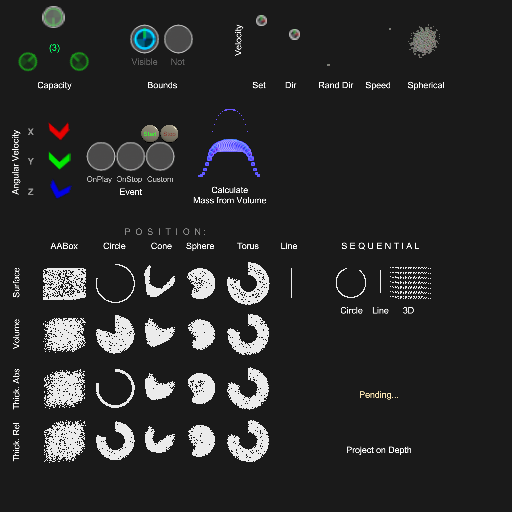 (3)
Capacity
Visible
Not
Bounds
Velocity
Set
Dir
Rand Dir
Speed
Spherical
Angular Velocity
X
Y
Z
OnPlay
OnStop
Custom
Event
Calculate
Mass from Volume
POSITION:
AABox
Circle
Cone
Sphere
Torus
Line
SEQUENTIAL
Surface
Volume
Thick. Abs
Thick. Rel
Circle
Line
3D
Pending...
Project on Depth